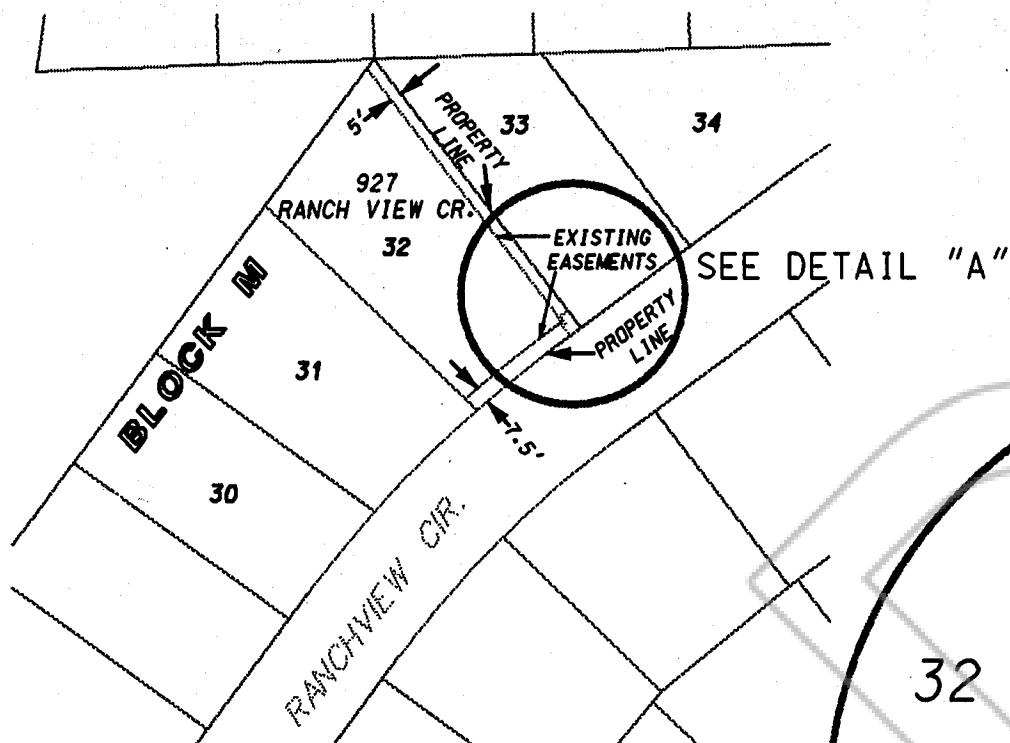 5'
PROPERTY
LINE
33
34
927
RANCH VIEW CR.
32
EXISTING
EASEMENTS
SEE DETAIL "A"
PROPERTY
LINE
BLOCK M
31
7.5'
30
RANCHVIEW CIR.
32